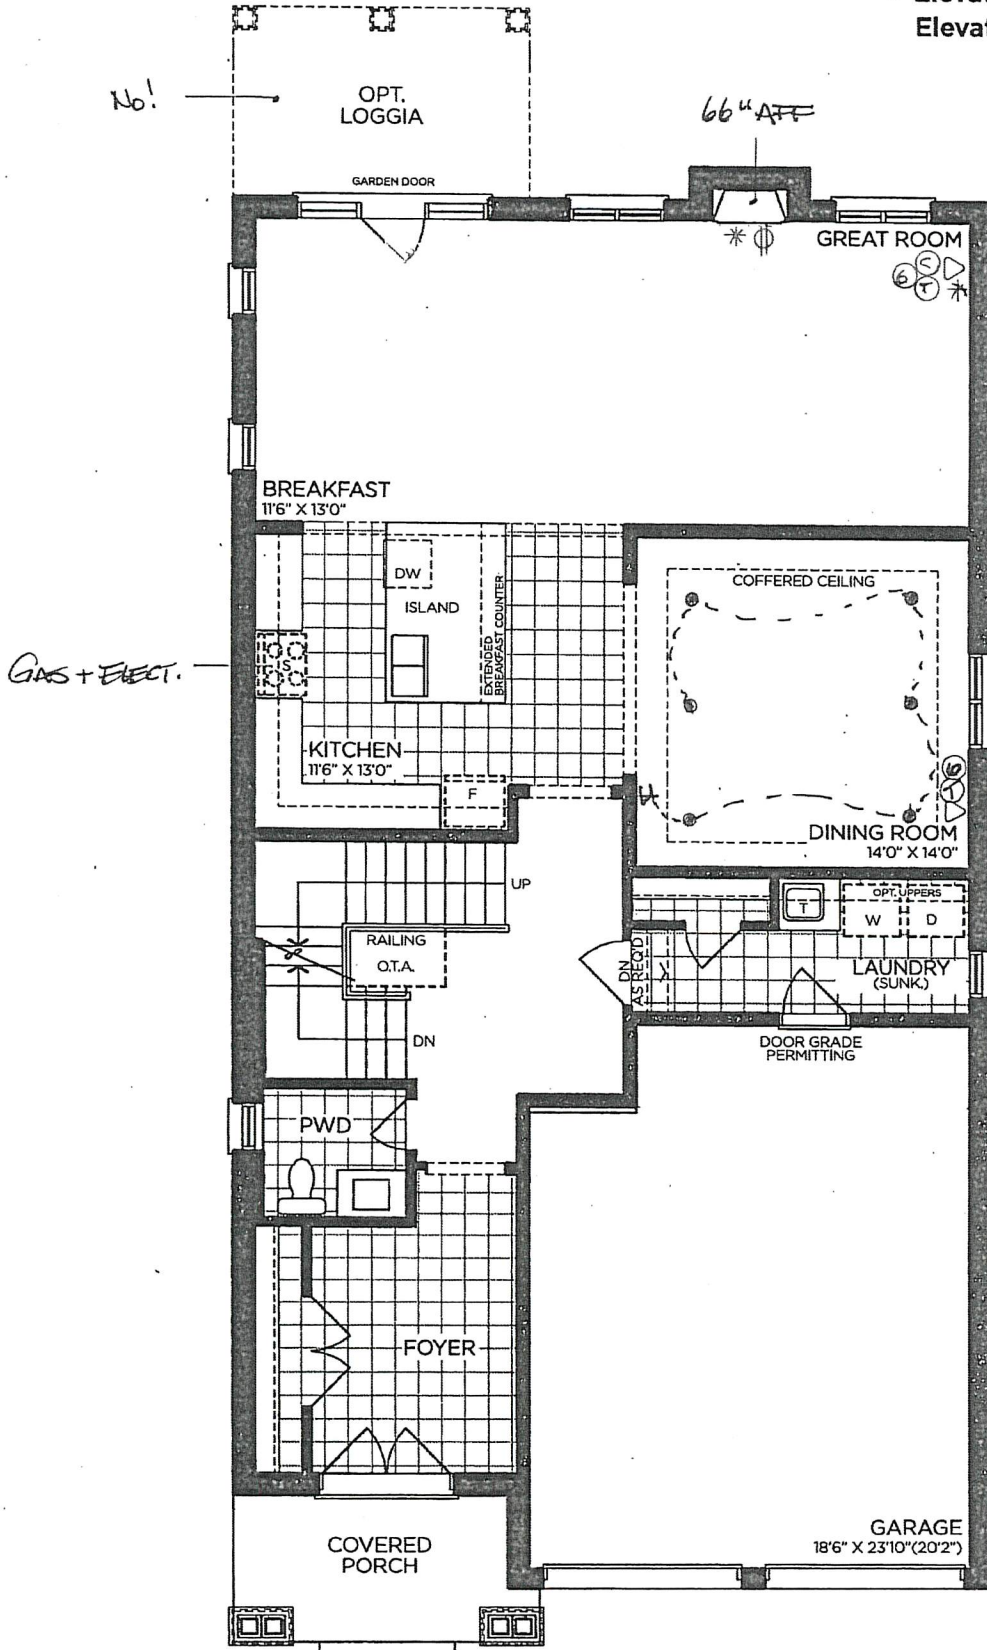 Elevat
No!
OPT.
LOGGIA
66" AFF
GARDEN DOOR
GREAT ROOM
6 C
T
BREAKFAST
11'6" X 13'0"
DW
ISLAND
EXTENDED
BREAKFAST COUNTER
COFFERED CEILING
GAS + ELECT.
S
KITCHEN
11'6" X 13'0"
F
6
T
DINING ROOM
14'0" X 14'0"
UP
OPT. UPPERS
T
W
D
RAILING
O.T.A.
DN
AS REQ'D
LAUNDRY
(SUNK.)
DN
DOOR GRADE
PERMITTING
PWD
FOYER
GARAGE
18'6" X 23'10"(20'2")
COVERED
PORCH